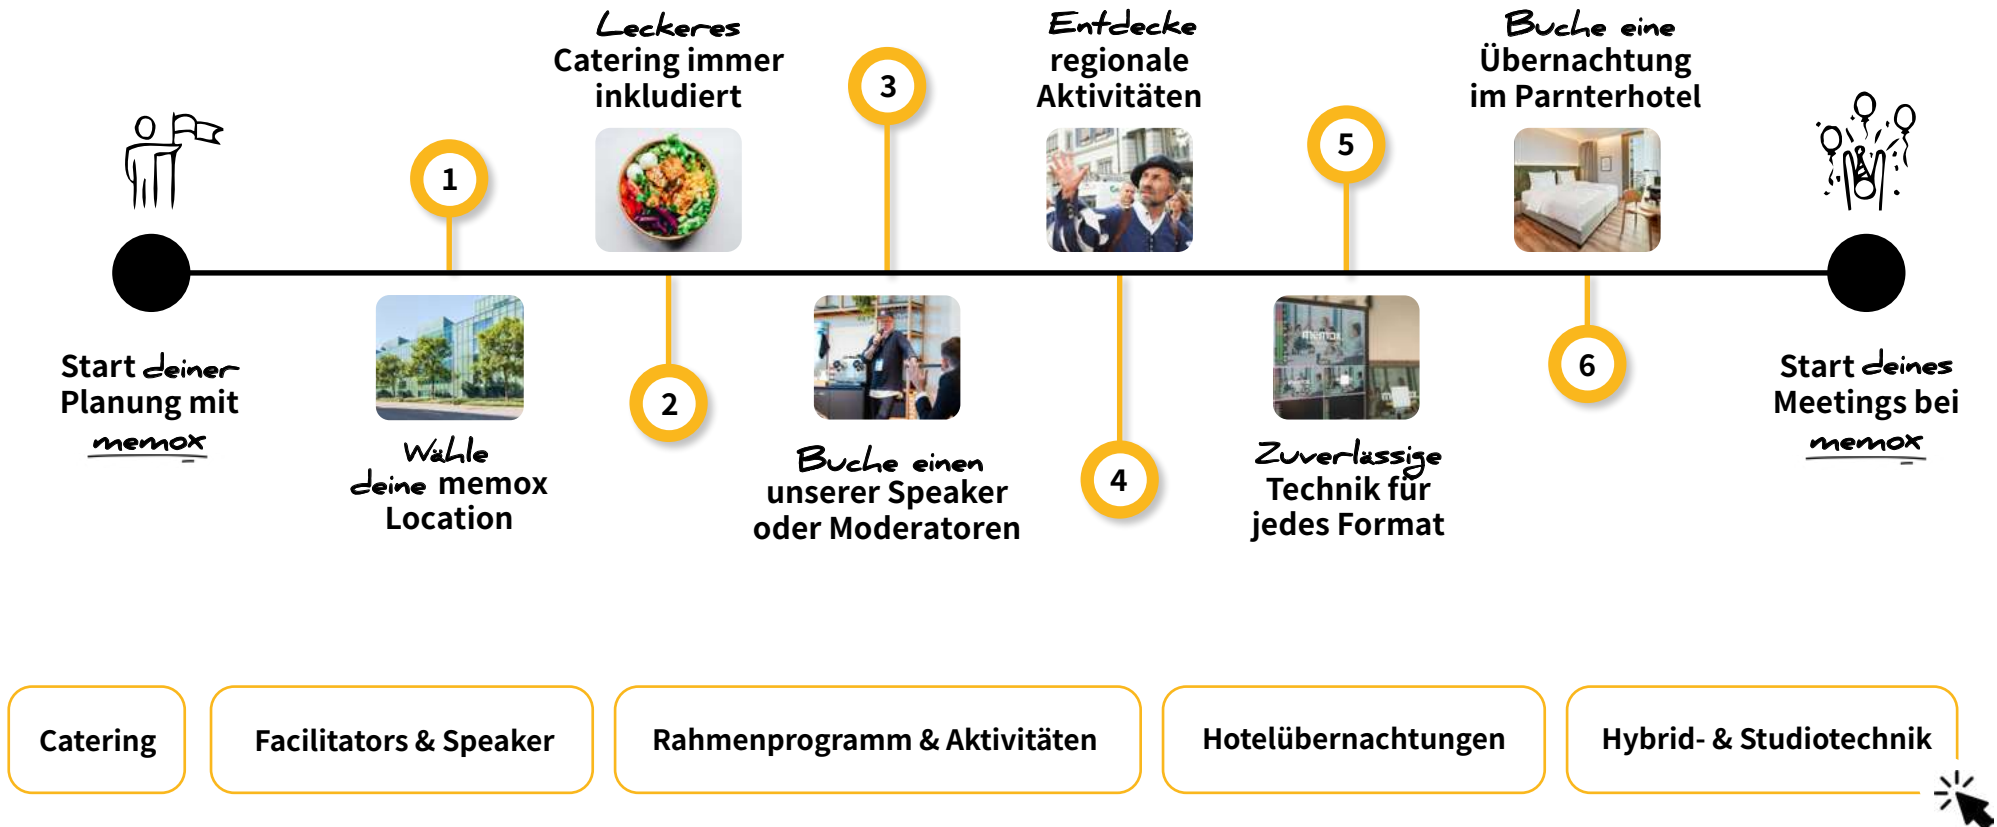 Start deiner
Planung mit
memox
1
Wähle
deine memox
Location
Leckeres
Catering immer
inkludiert
2
3
Buche einen
unserer Speaker
oder Moderatoren
Entdecke
regionale
Aktivitäten
4
5
memox
Zuverlässige
Technik für
jedes Format
Buche eine
Übernachtung
im Parnterhotel
6
Start deines
Meetings bei
memox
Catering
Facilitators & Speaker
Rahmenprogramm & Aktivitäten
Hotelübernachtungen
Hybrid- & Studiotechnik